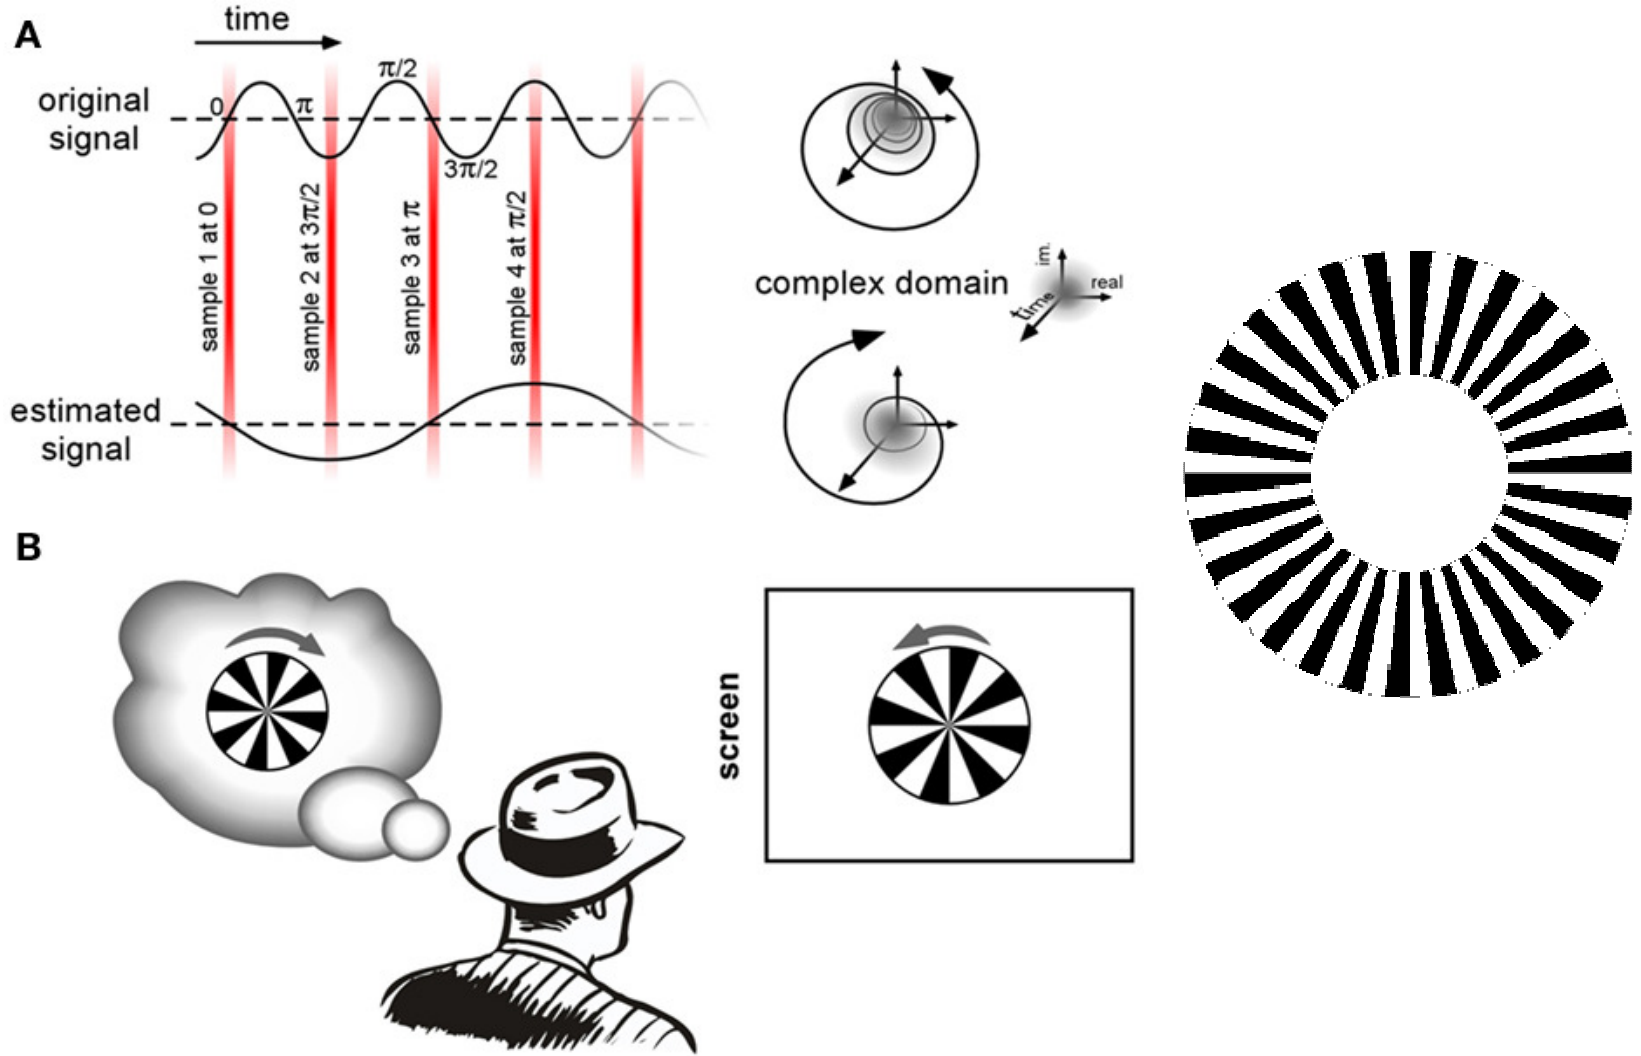 A
time
original
signal
0
π
π/2
3π/2
sample 1 at 0
sample 2 at 3π/2
sample 3 at π
sample 4 at π/2
estimated
signal
complex domain
im.
real
time
B
screen